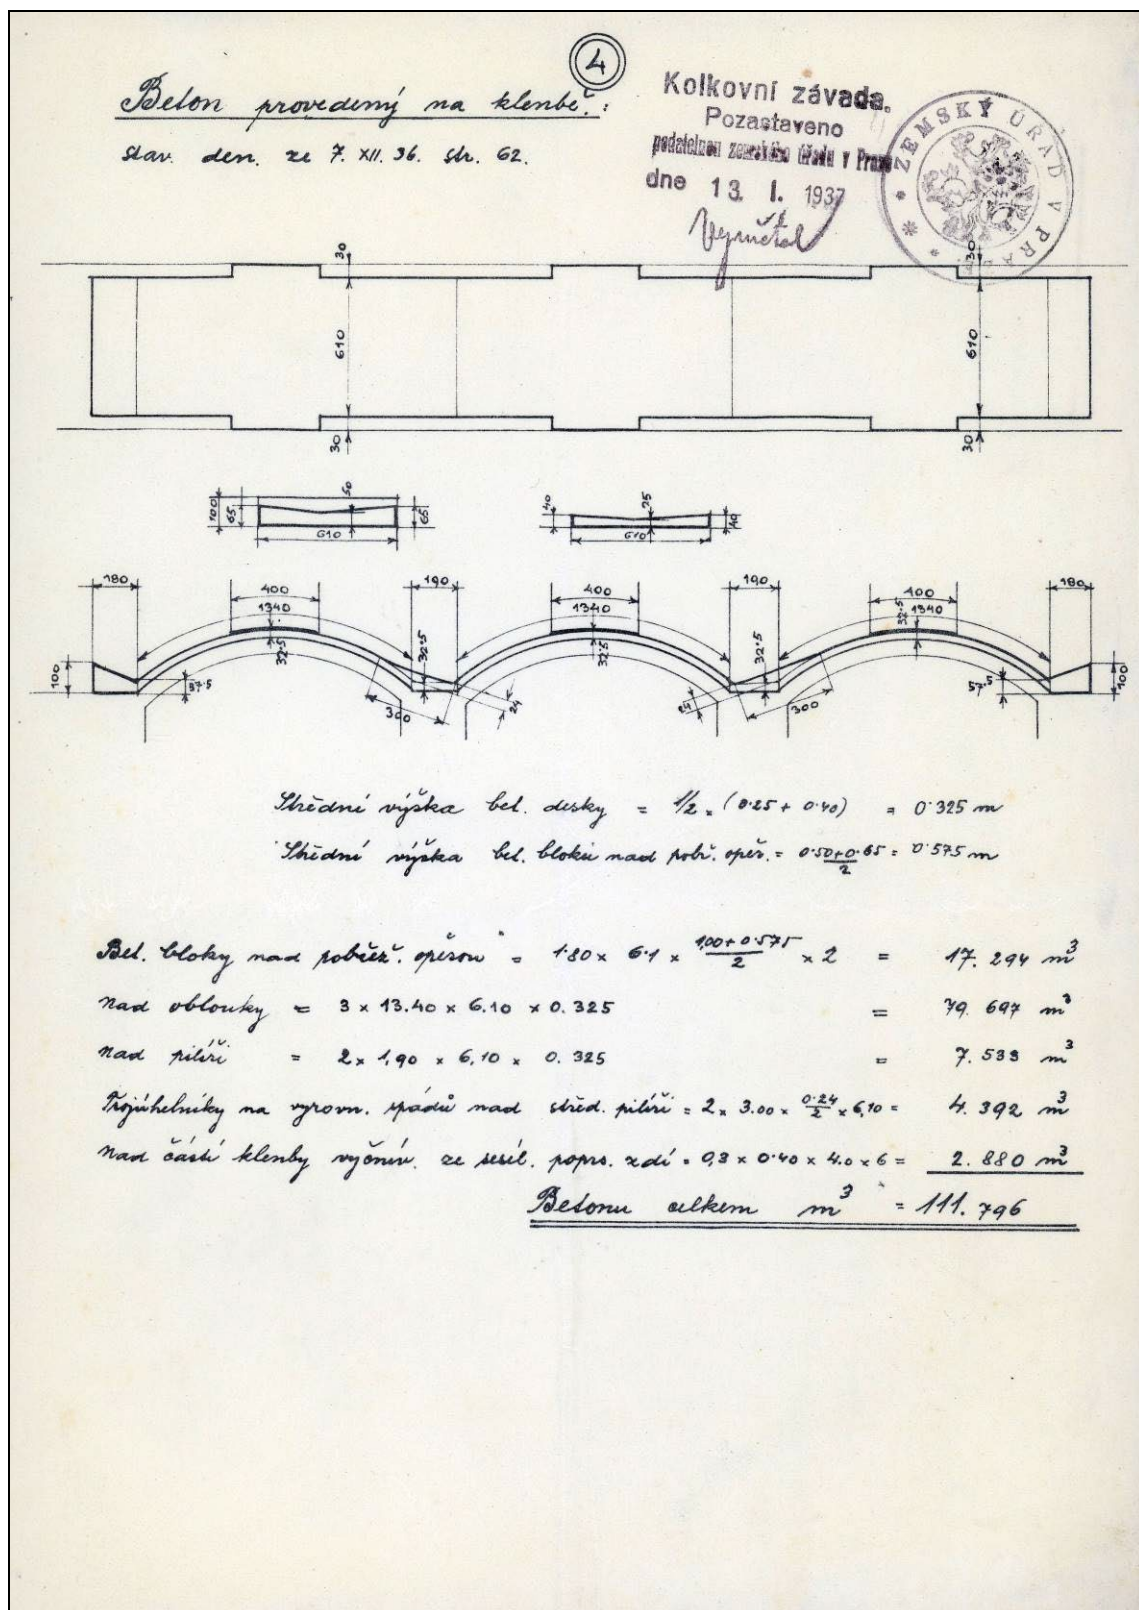 4
Beton provedený na klenbě.:
stav. den. ze 7. XII. 36. str. 62.
Kolkovní závada.
Pozastaveno
podatelnou zemského úřadu v Praze
dne 13. I. 1937
ZEMSKÝ ÚŘAD V PRAZE
30 30
610 610
30 30
100 65 50 65
610
40 25 40
610
180 400 190 400 190 400 180
1340 1340 1340
100 37·5 32·5 32·5 32·5 32·5 32·5 57·5 100
300 24 24 300
Střední výška bet. desky = 1/2 × (0·25 + 0·40) = 0·325 m
Střední výška bet. bloku nad pobř. opěr. = 0·50+0·65/2 = 0·575 m
Bet. bloky nad pobřež. opěrou = 1·80 × 6·1 × 1,00+0·575/2 × 2 = 17.294 m³
Nad oblouky = 3 × 13.40 × 6.10 × 0.325 = 79.697 m³
Nad pilíři = 2 × 1,90 × 6,10 × 0.325 = 7.533 m³
Trojúhelníky na vyrovn. spádů nad střed. pilíři = 2 × 3.00 × 0·24/2 × 6,10 = 4.392 m³
Nad částí klenby vyčnív. ze sesíl. poprs. zdí = 0,3 × 0·40 × 4.0 × 6 = 2.880 m³
Betonu celkem m³ = 111.796